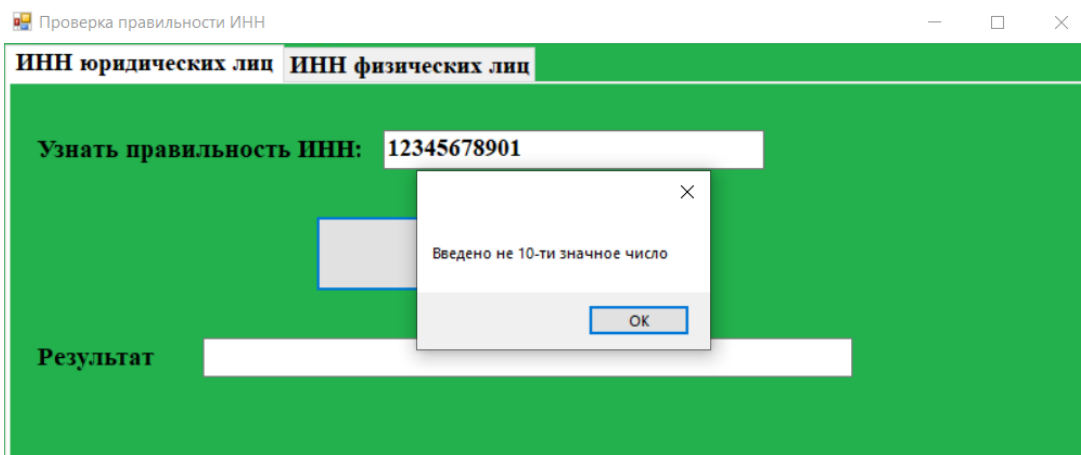 Проверка правильности ИНН
ИНН юридических лиц ИНН физических лиц
Узнать правильность ИНН: 12345678901
Введено не 10-ти значное число
OK
Результат